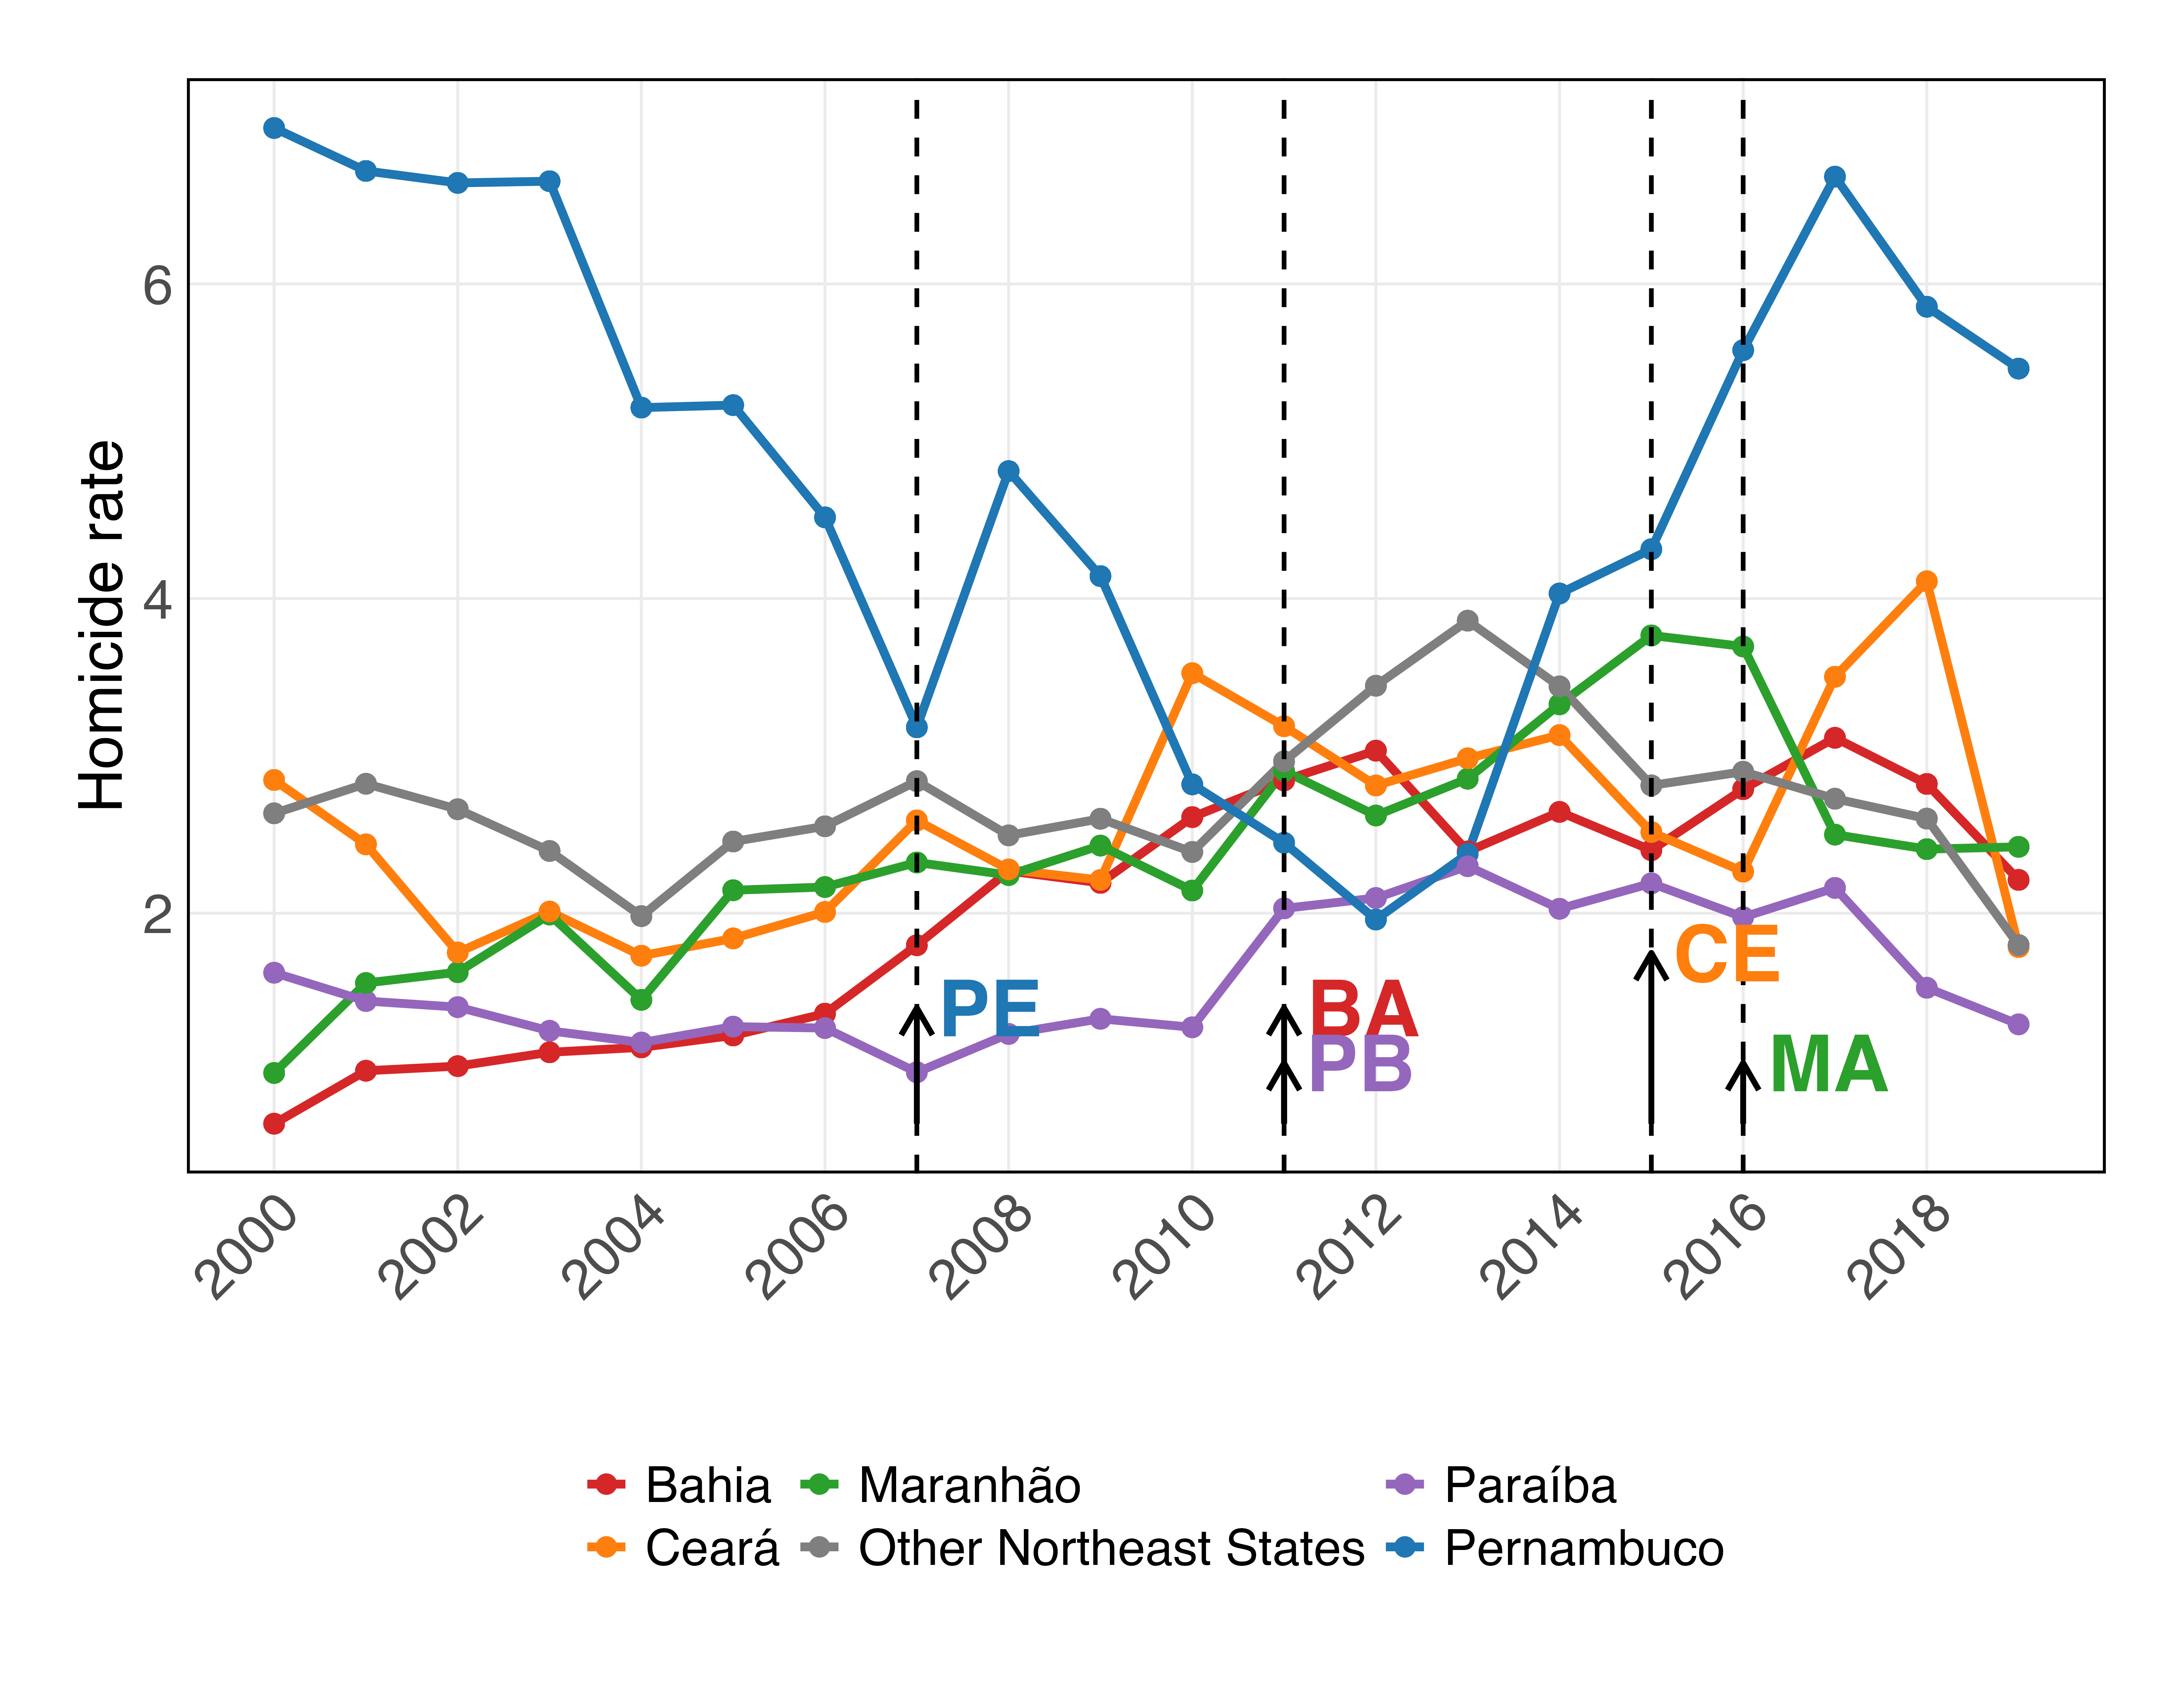 Homicide rate
6
4
2
PE
BA
PB
CE
MA
2000
2002
2004
2006
2008
2010
2012
2014
2016
2018
Bahia
Maranhão
Paraíba
Ceará
Other Northeast States
Pernambuco